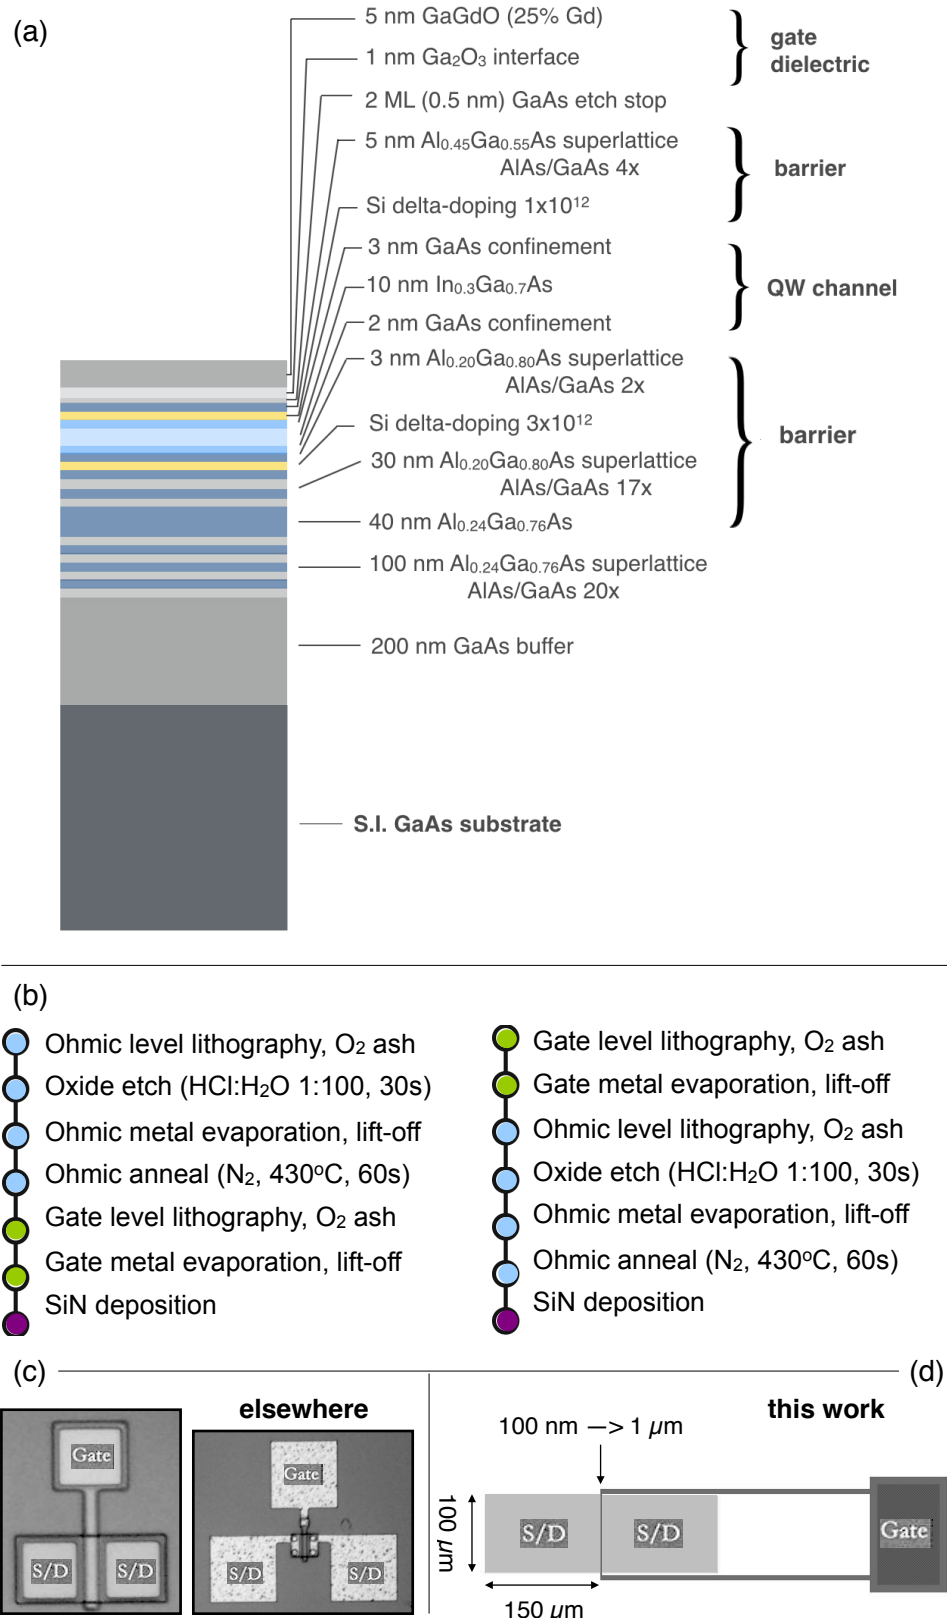 (a)
5 nm GaGdO (25% Gd)
1 nm Ga₂O₃ interface
gate
dielectric
2 ML (0.5 nm) GaAs etch stop
5 nm Al₀.₄₅Ga₀.₅₅As superlattice
AlAs/GaAs 4x
barrier
Si delta-doping 1x10¹²
3 nm GaAs confinement
10 nm In₀.₃Ga₀.₇As
QW channel
2 nm GaAs confinement
3 nm Al₀.₂₀Ga₀.₈₀As superlattice
AlAs/GaAs 2x
Si delta-doping 3x10¹²
barrier
30 nm Al₀.₂₀Ga₀.₈₀As superlattice
AlAs/GaAs 17x
40 nm Al₀.₂₄Ga₀.₇₆As
100 nm Al₀.₂₄Ga₀.₇₆As superlattice
AlAs/GaAs 20x
200 nm GaAs buffer
S.I. GaAs substrate
(b)
Ohmic level lithography, O₂ ash
Oxide etch (HCl:H₂O 1:100, 30s)
Ohmic metal evaporation, lift-off
Ohmic anneal (N₂, 430ºC, 60s)
Gate level lithography, O₂ ash
Gate metal evaporation, lift-off
SiN deposition
Gate level lithography, O₂ ash
Gate metal evaporation, lift-off
Ohmic level lithography, O₂ ash
Oxide etch (HCl:H₂O 1:100, 30s)
Ohmic metal evaporation, lift-off
Ohmic anneal (N₂, 430ºC, 60s)
SiN deposition
(c)
elsewhere
Gate
S/D
S/D
Gate
S/D
S/D
(d)
this work
100 nm —> 1 µm
100 µm
S/D
S/D
Gate
150 µm